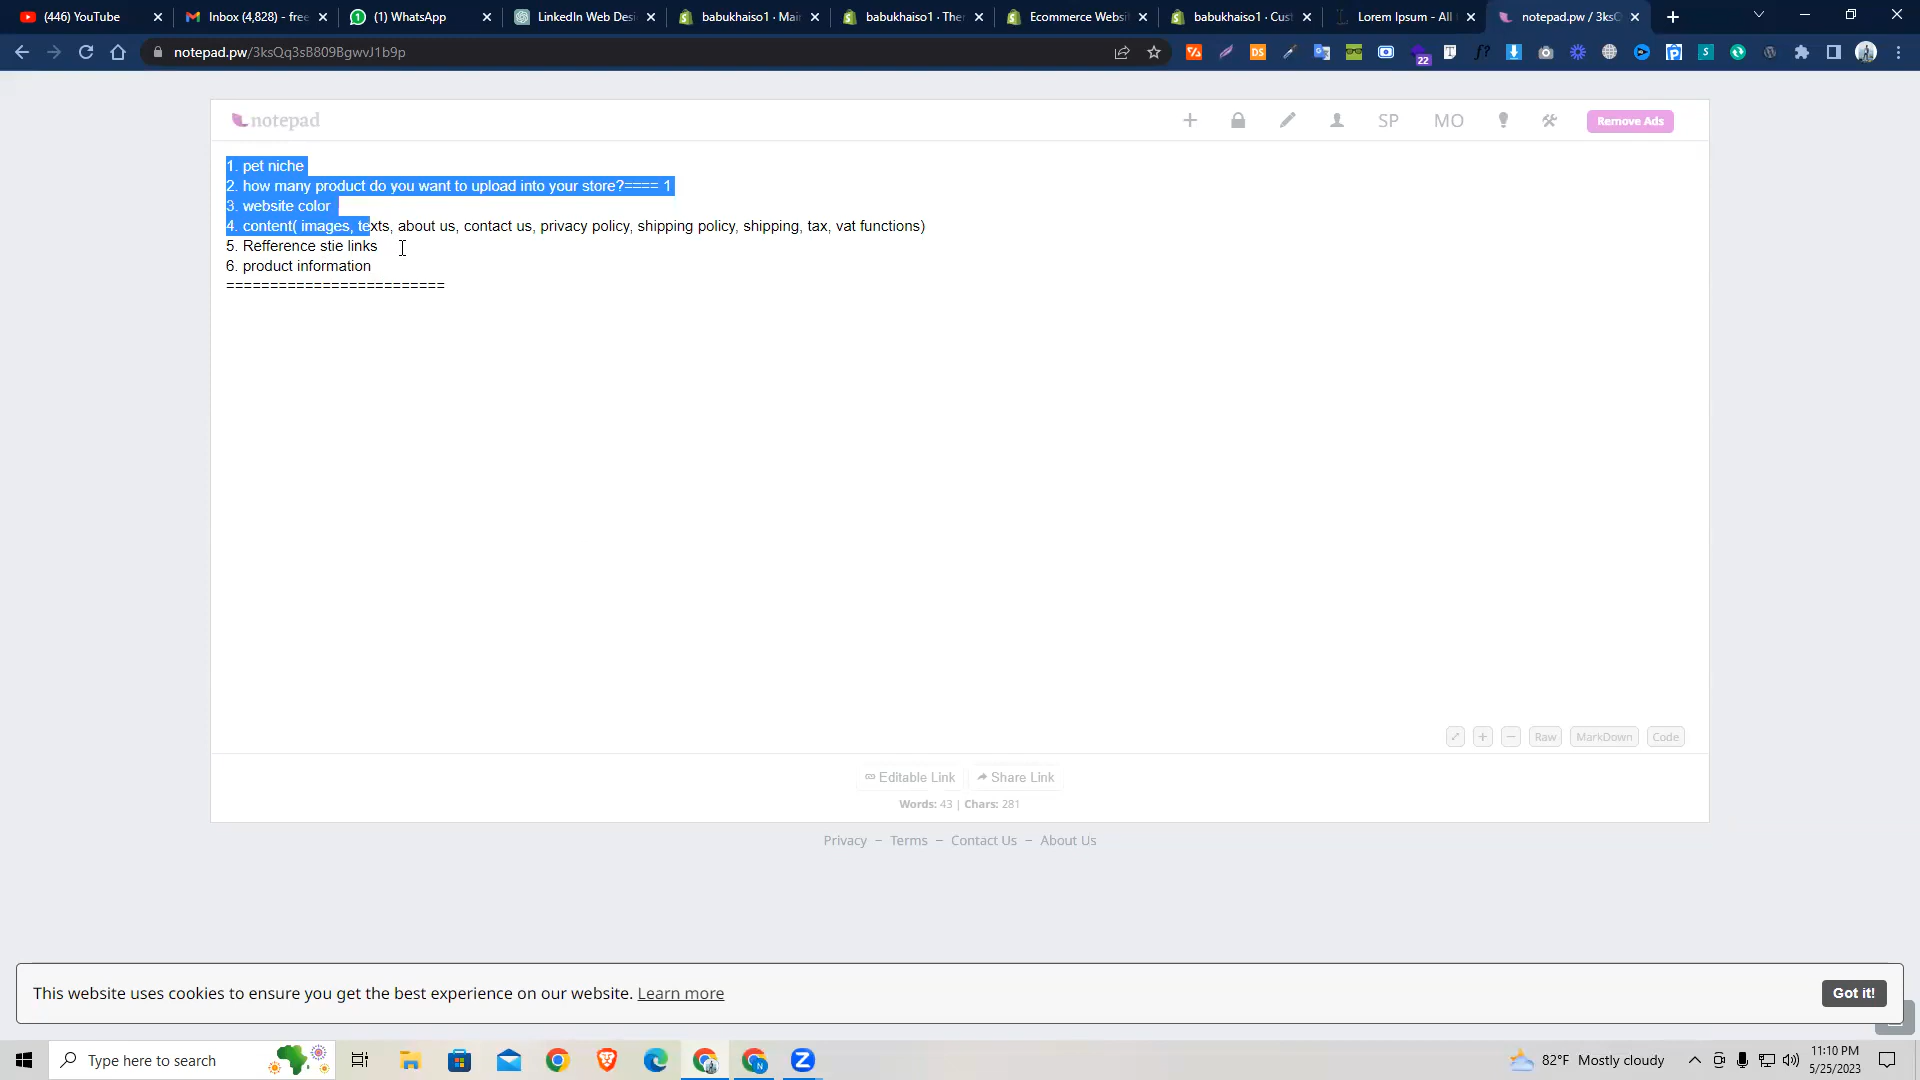 (446) YouTube
Inbox (4,828) - free
(1) WhatsApp
LinkedIn Web Desi
babukhaiso1 · Mai
babukhaiso1 · The
Ecommerce Websi
babukhaiso1 · Cust
Lorem Ipsum - All
notepad.pw / 3ksQ
notepad.pw/3ksQq3sB809BgwvJ1b9p
22
notepad
SP
MO
Remove Ads
1. pet niche
2. how many product do you want to upload into your store?==== 1
3. website color
4. content( images, texts, about us, contact us, privacy policy, shipping policy, shipping, tax, vat functions)
5. Refference stie links
6. product information
=========================
Raw
MarkDown
Code
Editable Link
Share Link
Words: 43 | Chars: 281
Privacy – Terms – Contact Us – About Us
This website uses cookies to ensure you get the best experience on our website. Learn more
Got it!
Type here to search
82°F Mostly cloudy
11:10 PM
5/25/2023